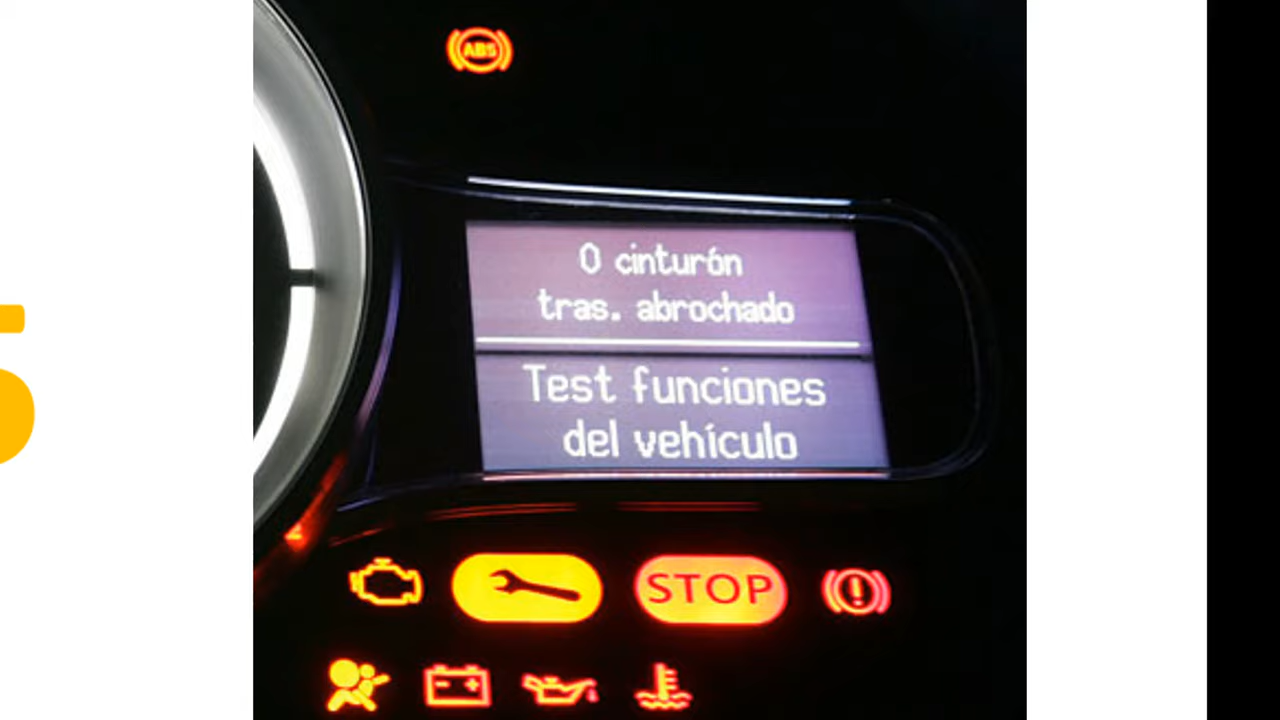 ABS
0 cinturón
tras. abrochado
Test funciones
del vehículo
STOP